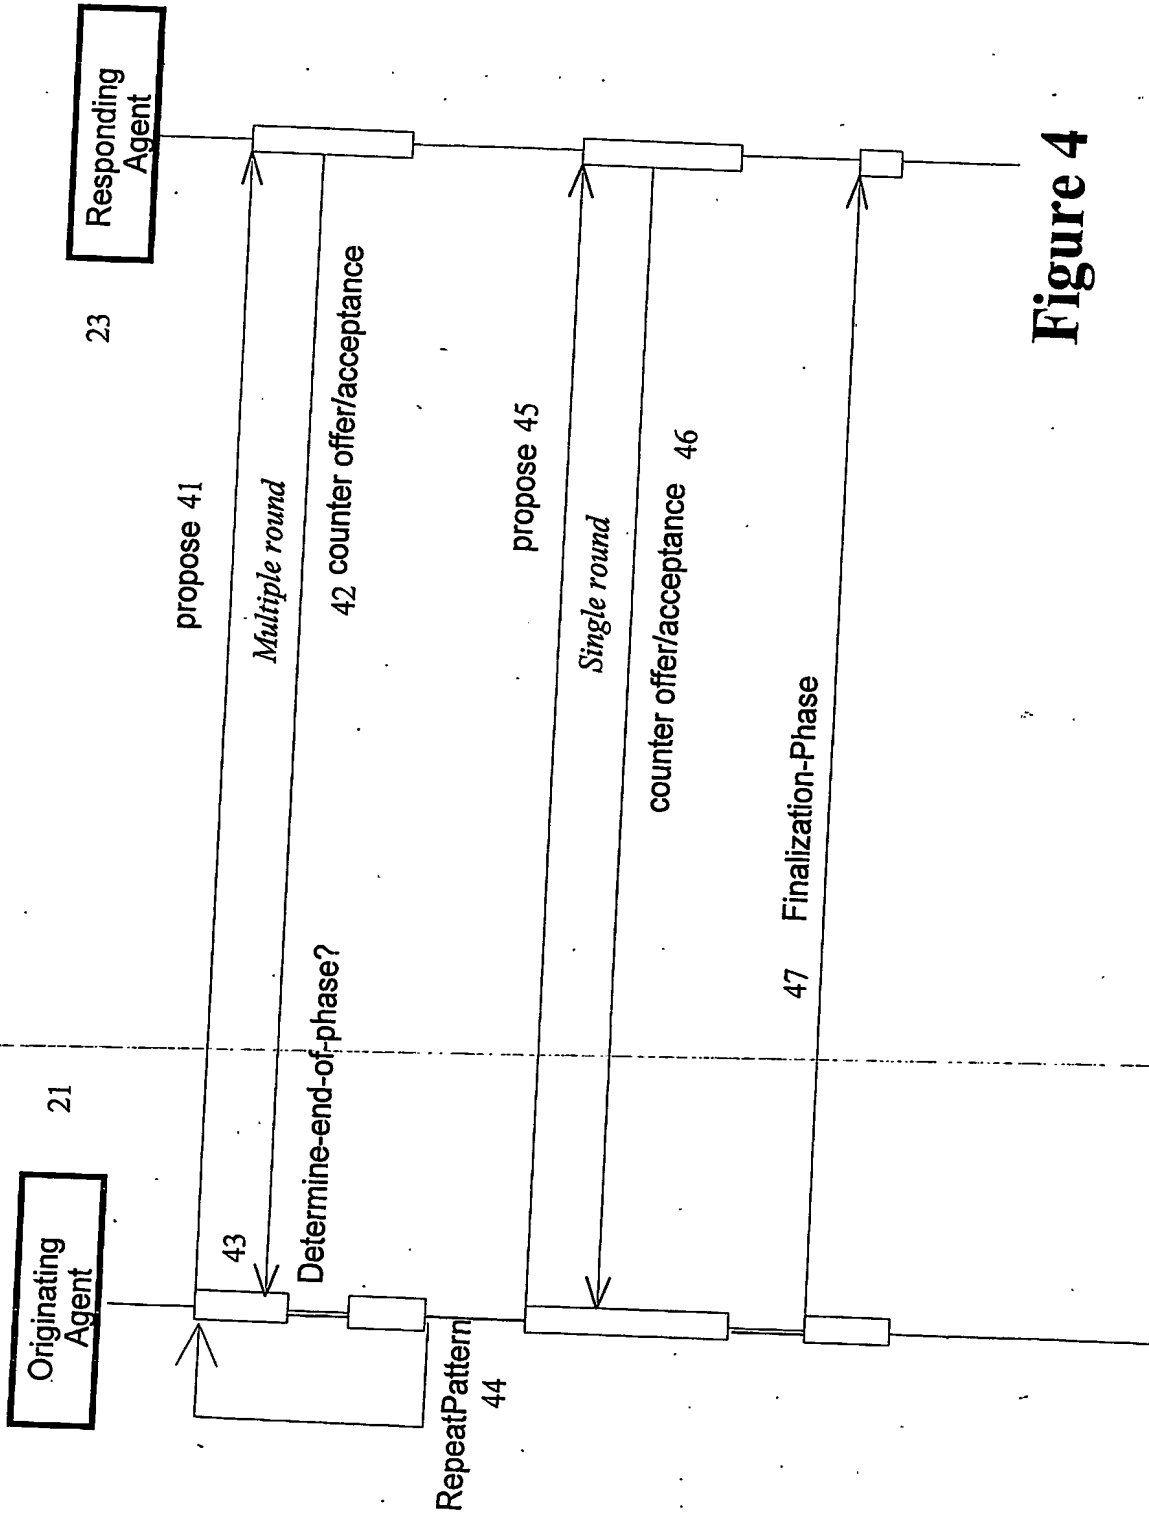 Originating
Agent
21
23
Responding
Agent
propose 41
Multiple round
42 counter offer/acceptance
43
Determine-end-of-phase?
RepeatPattern
44
propose 45
Single round
counter offer/acceptance 46
47 Finalization-Phase
Figure 4